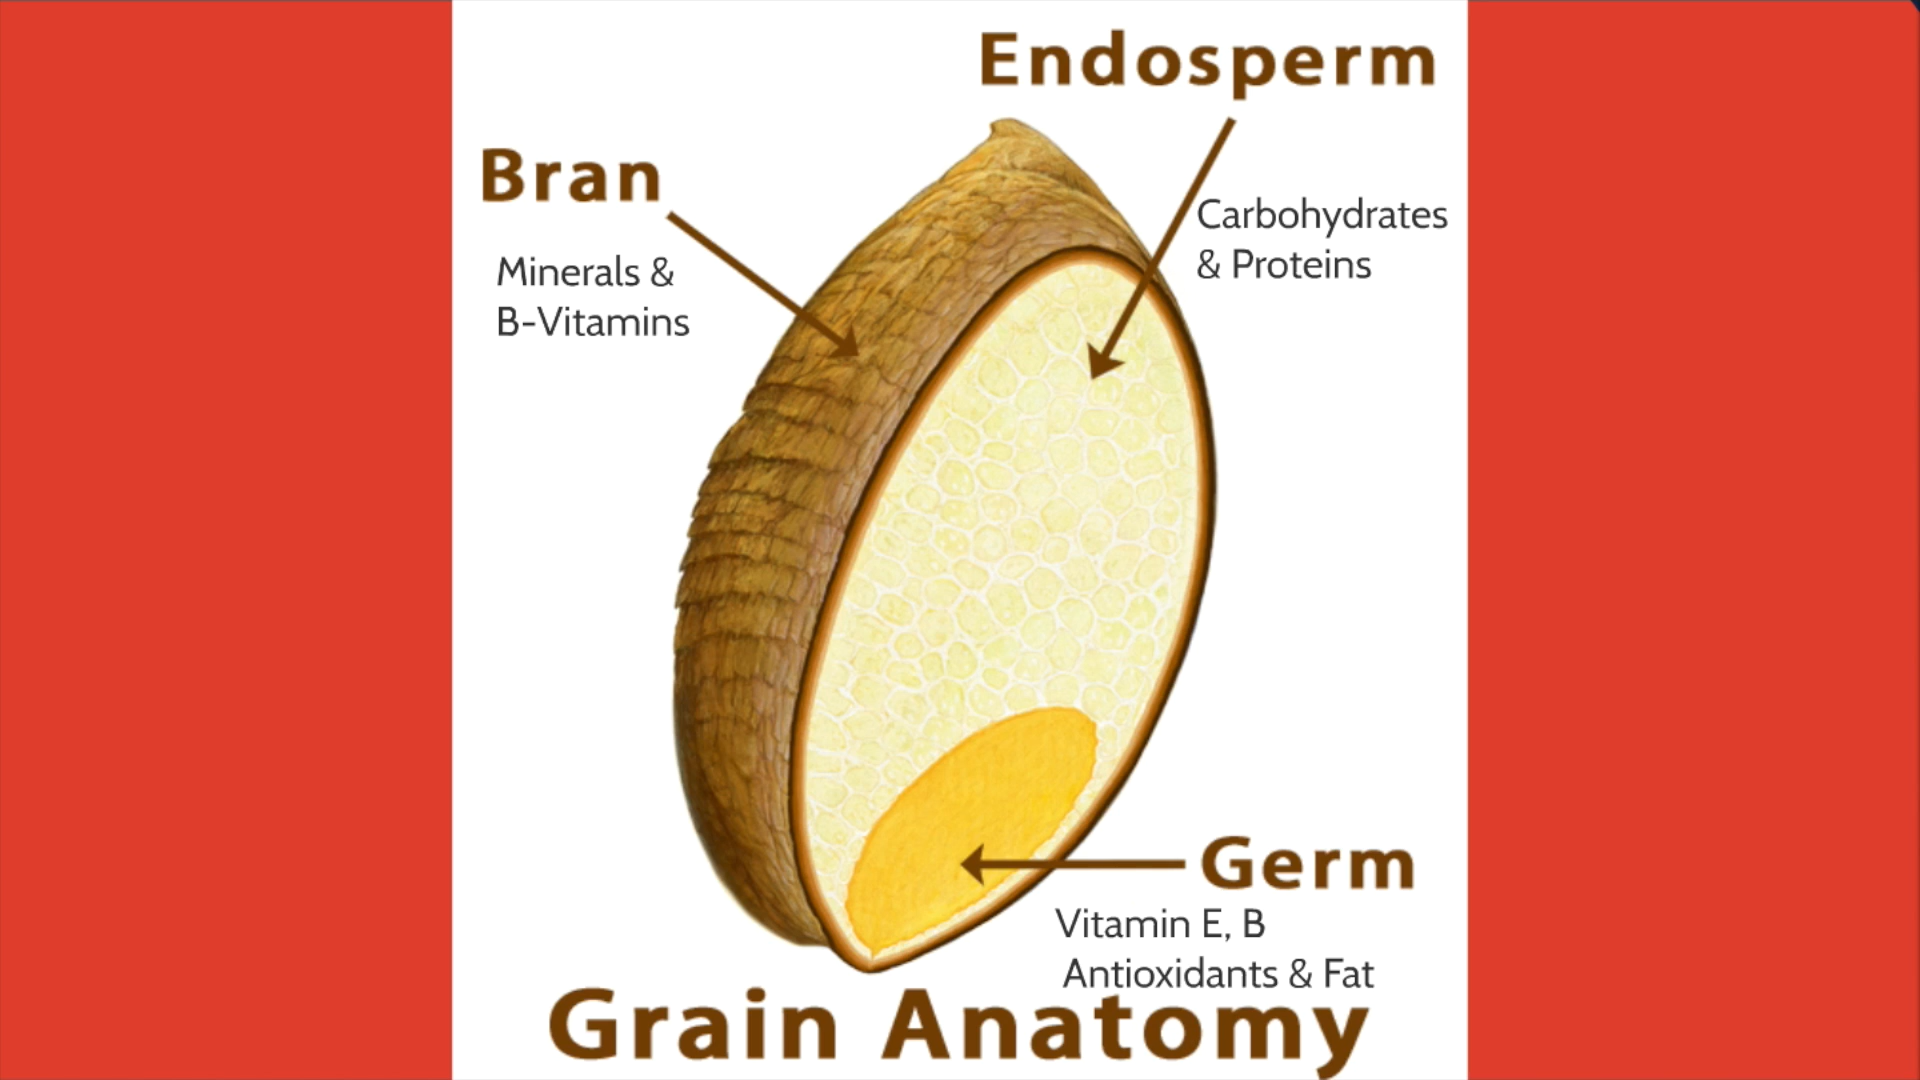 Endosperm
Bran
Carbohydrates
& Proteins
Minerals &
B-Vitamins
Germ
Vitamin E, B
Antioxidants & Fat
Grain Anatomy